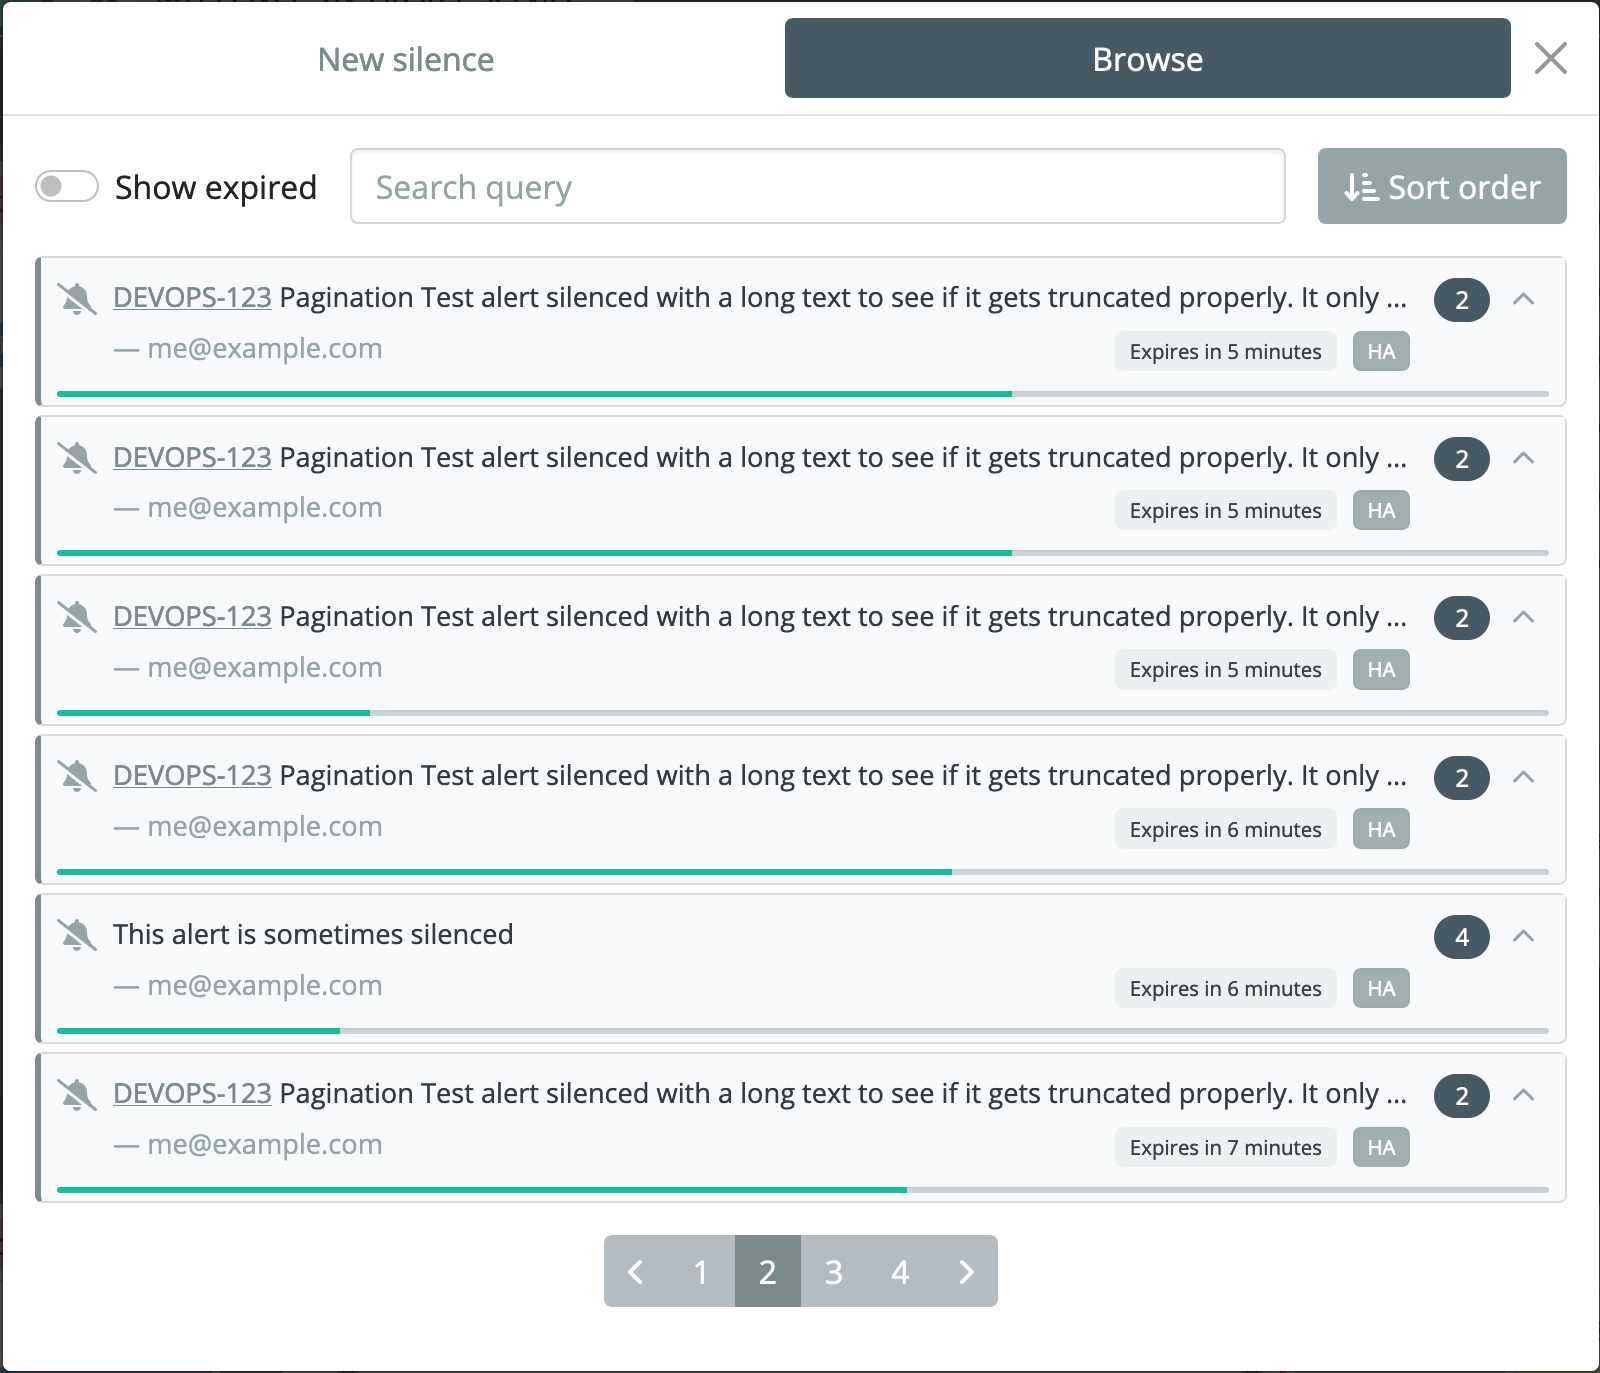 New silence
Browse
Show expired
Search query
Sort order
DEVOPS-123 Pagination Test alert silenced with a long text to see if it gets truncated properly. It only ...
2
— me@example.com
Expires in 5 minutes
HA
DEVOPS-123 Pagination Test alert silenced with a long text to see if it gets truncated properly. It only ...
2
— me@example.com
Expires in 5 minutes
HA
DEVOPS-123 Pagination Test alert silenced with a long text to see if it gets truncated properly. It only ...
2
— me@example.com
Expires in 5 minutes
HA
DEVOPS-123 Pagination Test alert silenced with a long text to see if it gets truncated properly. It only ...
2
— me@example.com
Expires in 6 minutes
HA
This alert is sometimes silenced
4
— me@example.com
Expires in 6 minutes
HA
DEVOPS-123 Pagination Test alert silenced with a long text to see if it gets truncated properly. It only ...
2
— me@example.com
Expires in 7 minutes
HA
1 2 3 4